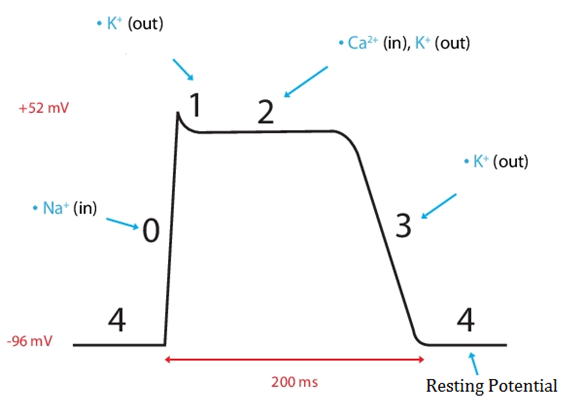 • K⁺ (out)
• Ca²⁺ (in), K⁺ (out)
1
2
+52 mV
• K⁺ (out)
• Na⁺ (in)
0
3
4
4
-96 mV
200 ms
Resting Potential